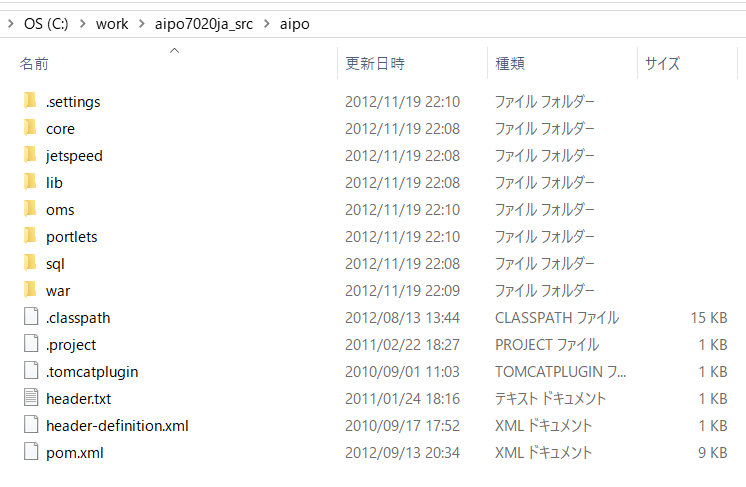 OS (C:) > work > aipo7020ja_src > aipo
名前 更新日時 種類 サイズ
.settings 2012/11/19 22:10 ファイル フォルダー
core 2012/11/19 22:08 ファイル フォルダー
jetspeed 2012/11/19 22:08 ファイル フォルダー
lib 2012/11/19 22:08 ファイル フォルダー
oms 2012/11/19 22:10 ファイル フォルダー
portlets 2012/11/19 22:10 ファイル フォルダー
sql 2012/11/19 22:08 ファイル フォルダー
war 2012/11/19 22:09 ファイル フォルダー
.classpath 2012/08/13 13:44 CLASSPATH ファイル 15 KB
.project 2011/02/22 18:27 PROJECT ファイル 1 KB
.tomcatplugin 2010/09/01 11:03 TOMCATPLUGIN フ... 1 KB
header.txt 2011/01/24 18:16 テキスト ドキュメント 1 KB
header-definition.xml 2010/09/17 17:52 XML ドキュメント 1 KB
pom.xml 2012/09/13 20:34 XML ドキュメント 9 KB